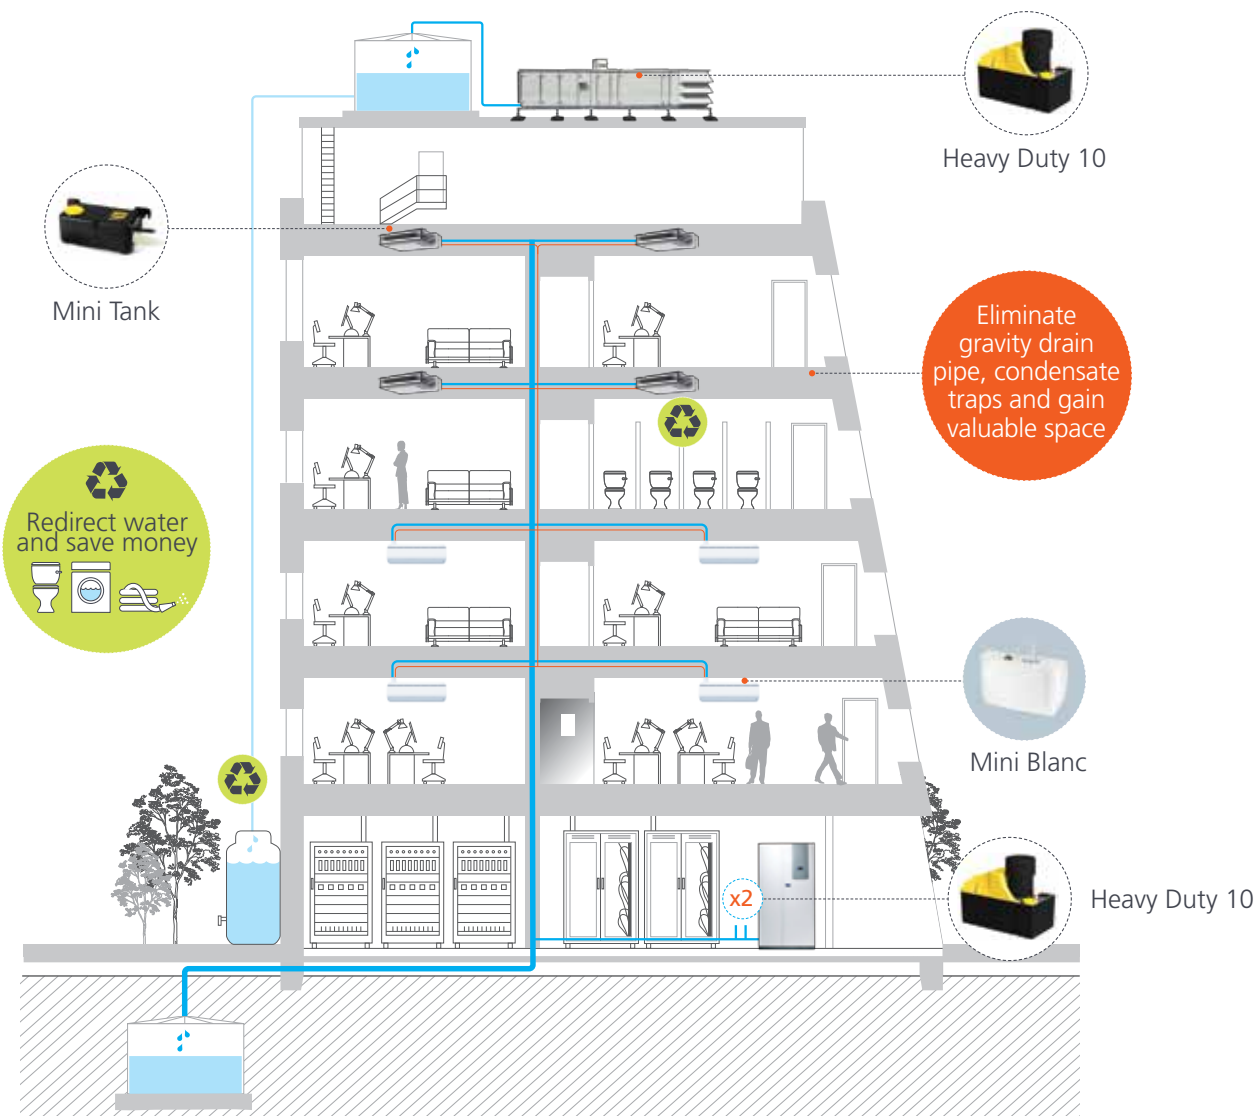 Heavy Duty 10
Mini Tank
Eliminate
gravity drain
pipe, condensate
traps and gain
valuable space
Redirect water
and save money
Mini Blanc
x2
Heavy Duty 10